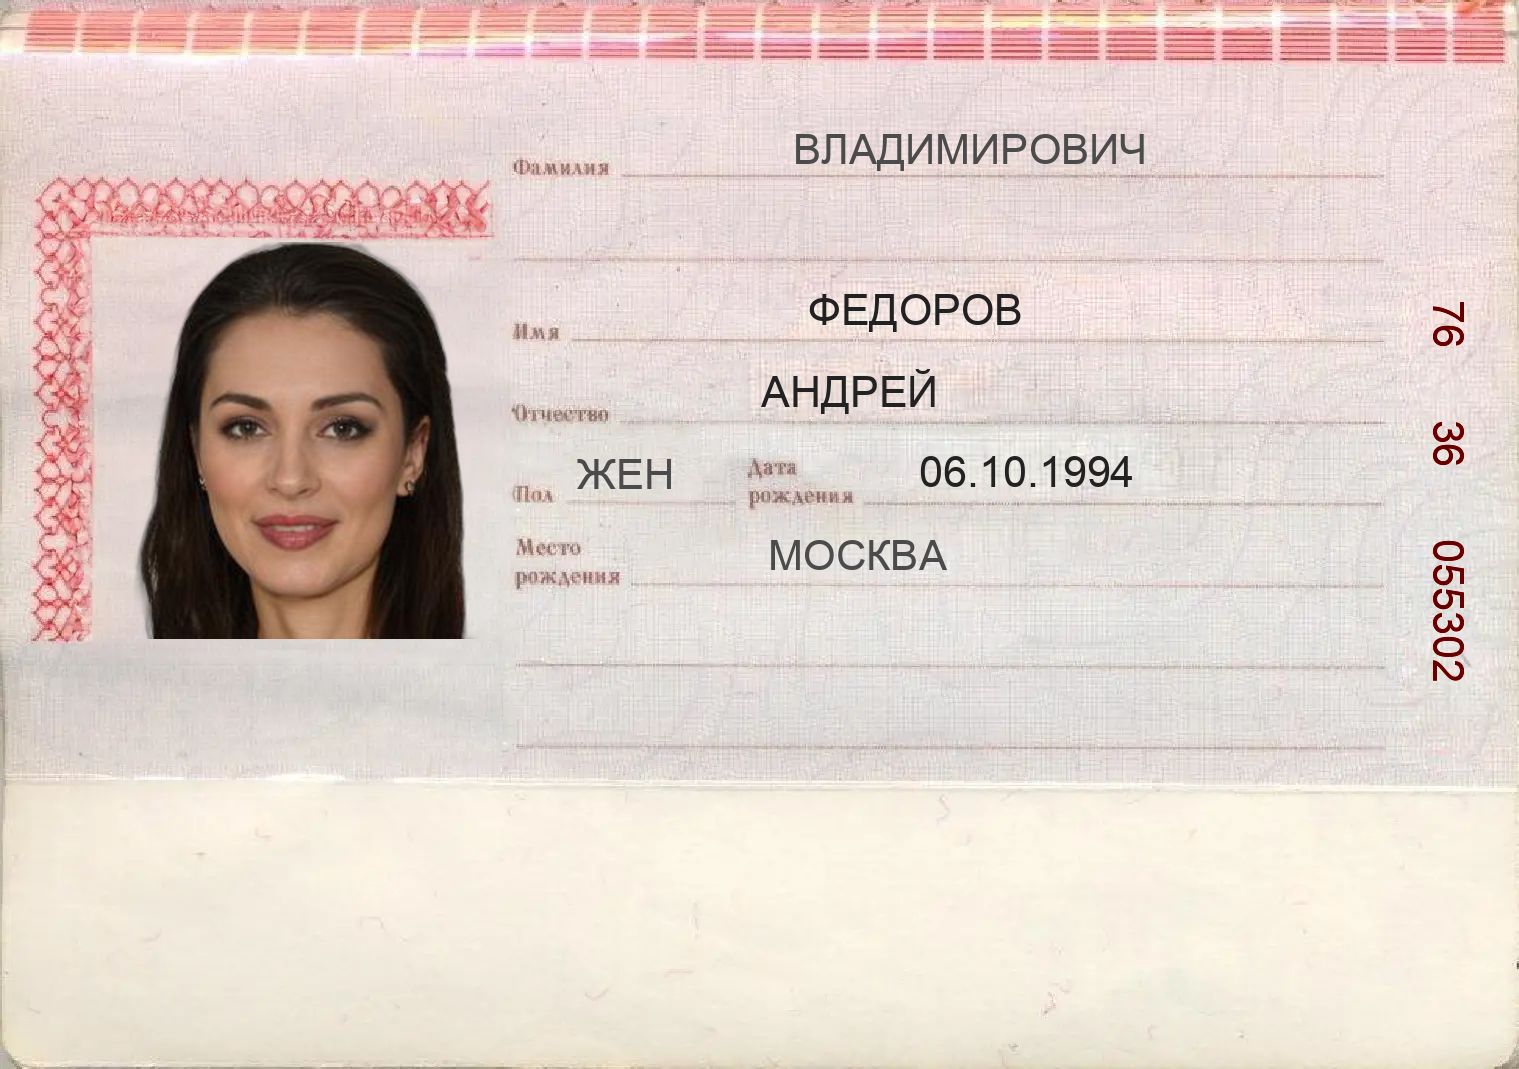 Фамилия ВЛАДИМИРОВИЧ
Имя ФЕДОРОВ
Отчество АНДРЕЙ
Пол ЖЕН Дата рождения 06.10.1994
Место рождения МОСКВА
76 36 055302